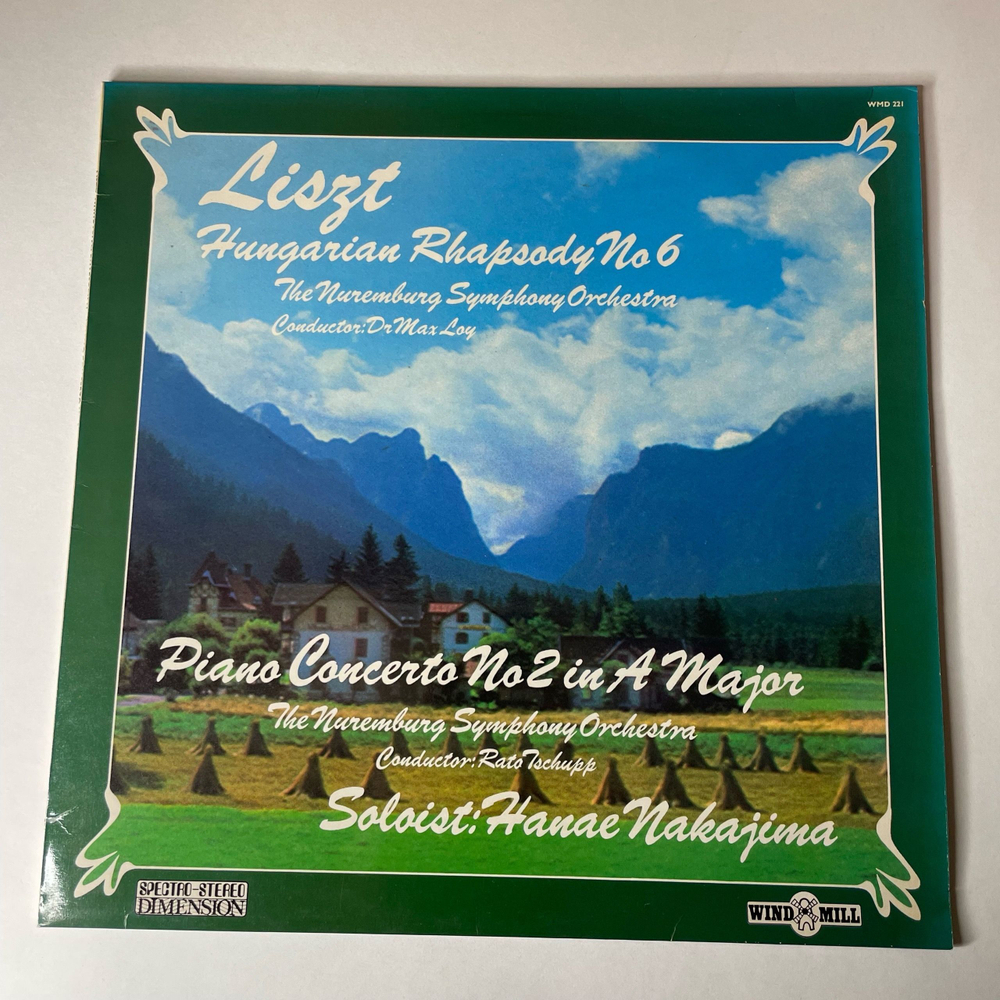 WMD 221
Liszt
Hungarian Rhapsody No 6
The Nuremburg Symphony Orchestra
Conductor: Dr Max Loy
Piano Concerto No 2 in A Major
The Nuremburg Symphony Orchestra
Conductor: Rato Tschupp
Soloist: Hanae Nakajima
SPECTRO-STEREO
DIMENSION
WIND MILL